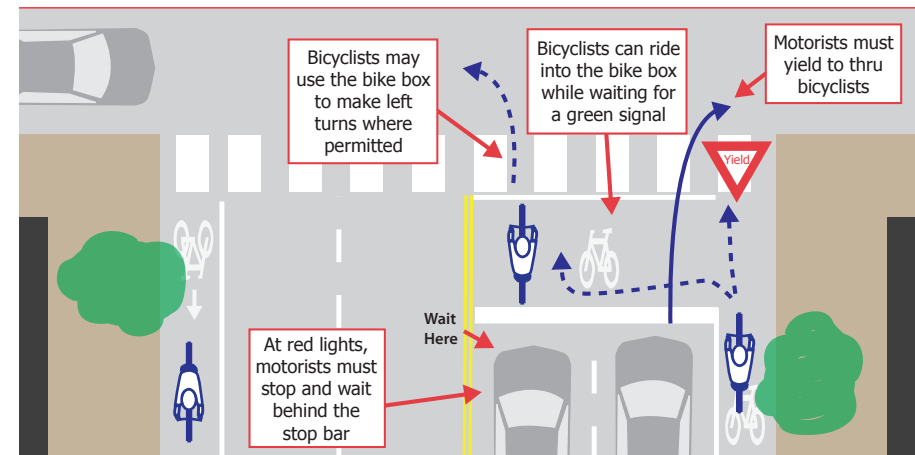 Bicyclists may
use the bike box
to make left
turns where
permitted
Bicyclists can ride
into the bike box
while waiting for
a green signal
Motorists must
yield to thru
bicyclists
Yield
Wait
Here
At red lights,
motorists must
stop and wait
behind the
stop bar